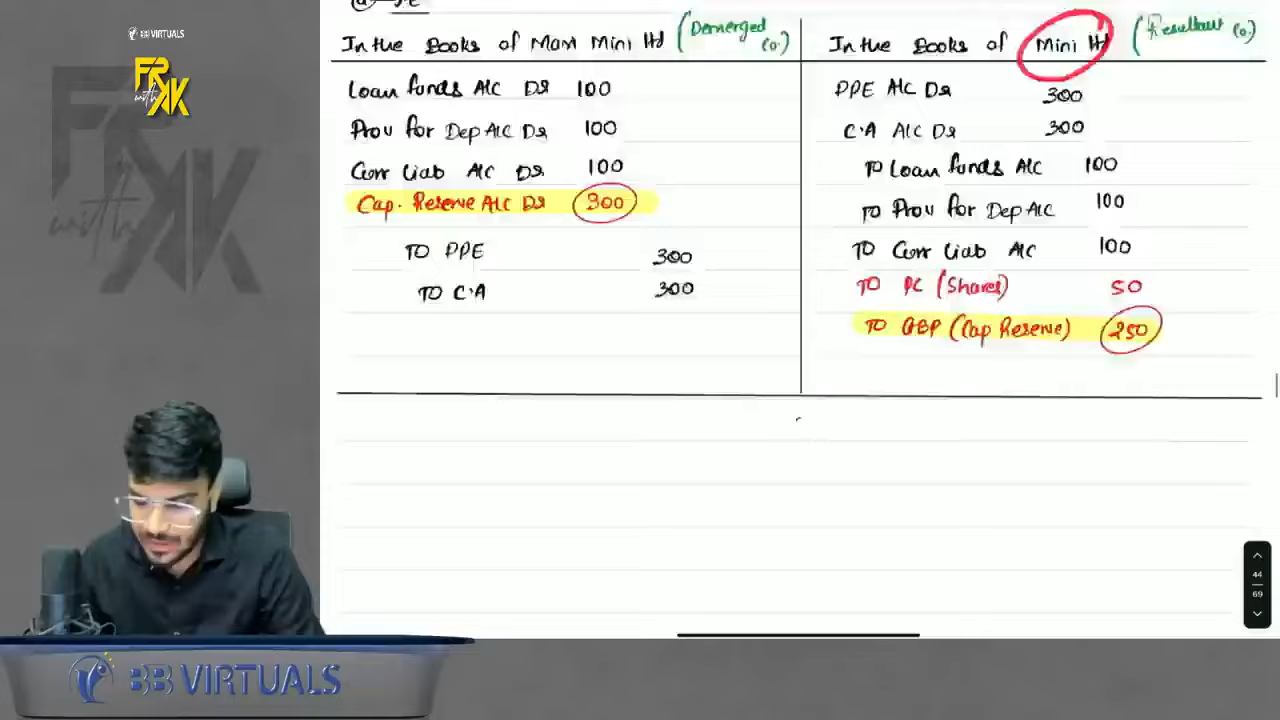 BB VIRTUALS
FR
with AK
In the Books of Maxi Mini ltd (Demerged Co.)
Loan funds A/C Dr 100
Prov for Dep A/C Dr 100
Curr Liab A/C Dr 100
Cap. Reserve A/C Dr 300
TO PPE 300
TO C.A 300
In the Books of Mini ltd (Resultant Co.)
PPE A/C Dr 300
C.A A/C Dr 300
TO Loan funds A/C 100
TO Prov for Dep A/C 100
TO Curr Liab A/C 100
TO PC (Shares) 50
TO GBP (Cap Reserve) 250
44
69
BB VIRTUALS